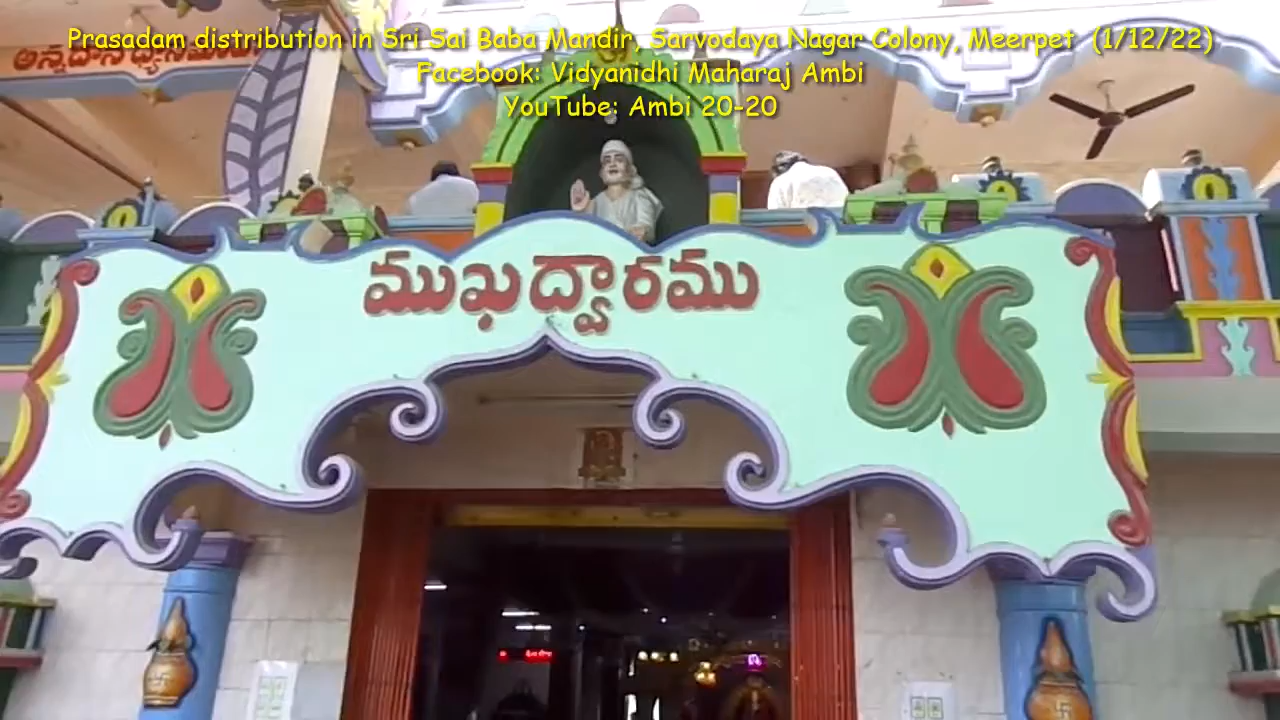 Prasadam distribution in Sri Sai Baba Mandir, Sarvodaya Nagar Colony, Meerpet (1/12/22)
Facebook: Vidyanidhi Maharaj Ambi
YouTube: Ambi 20-20
ముఖద్వారము